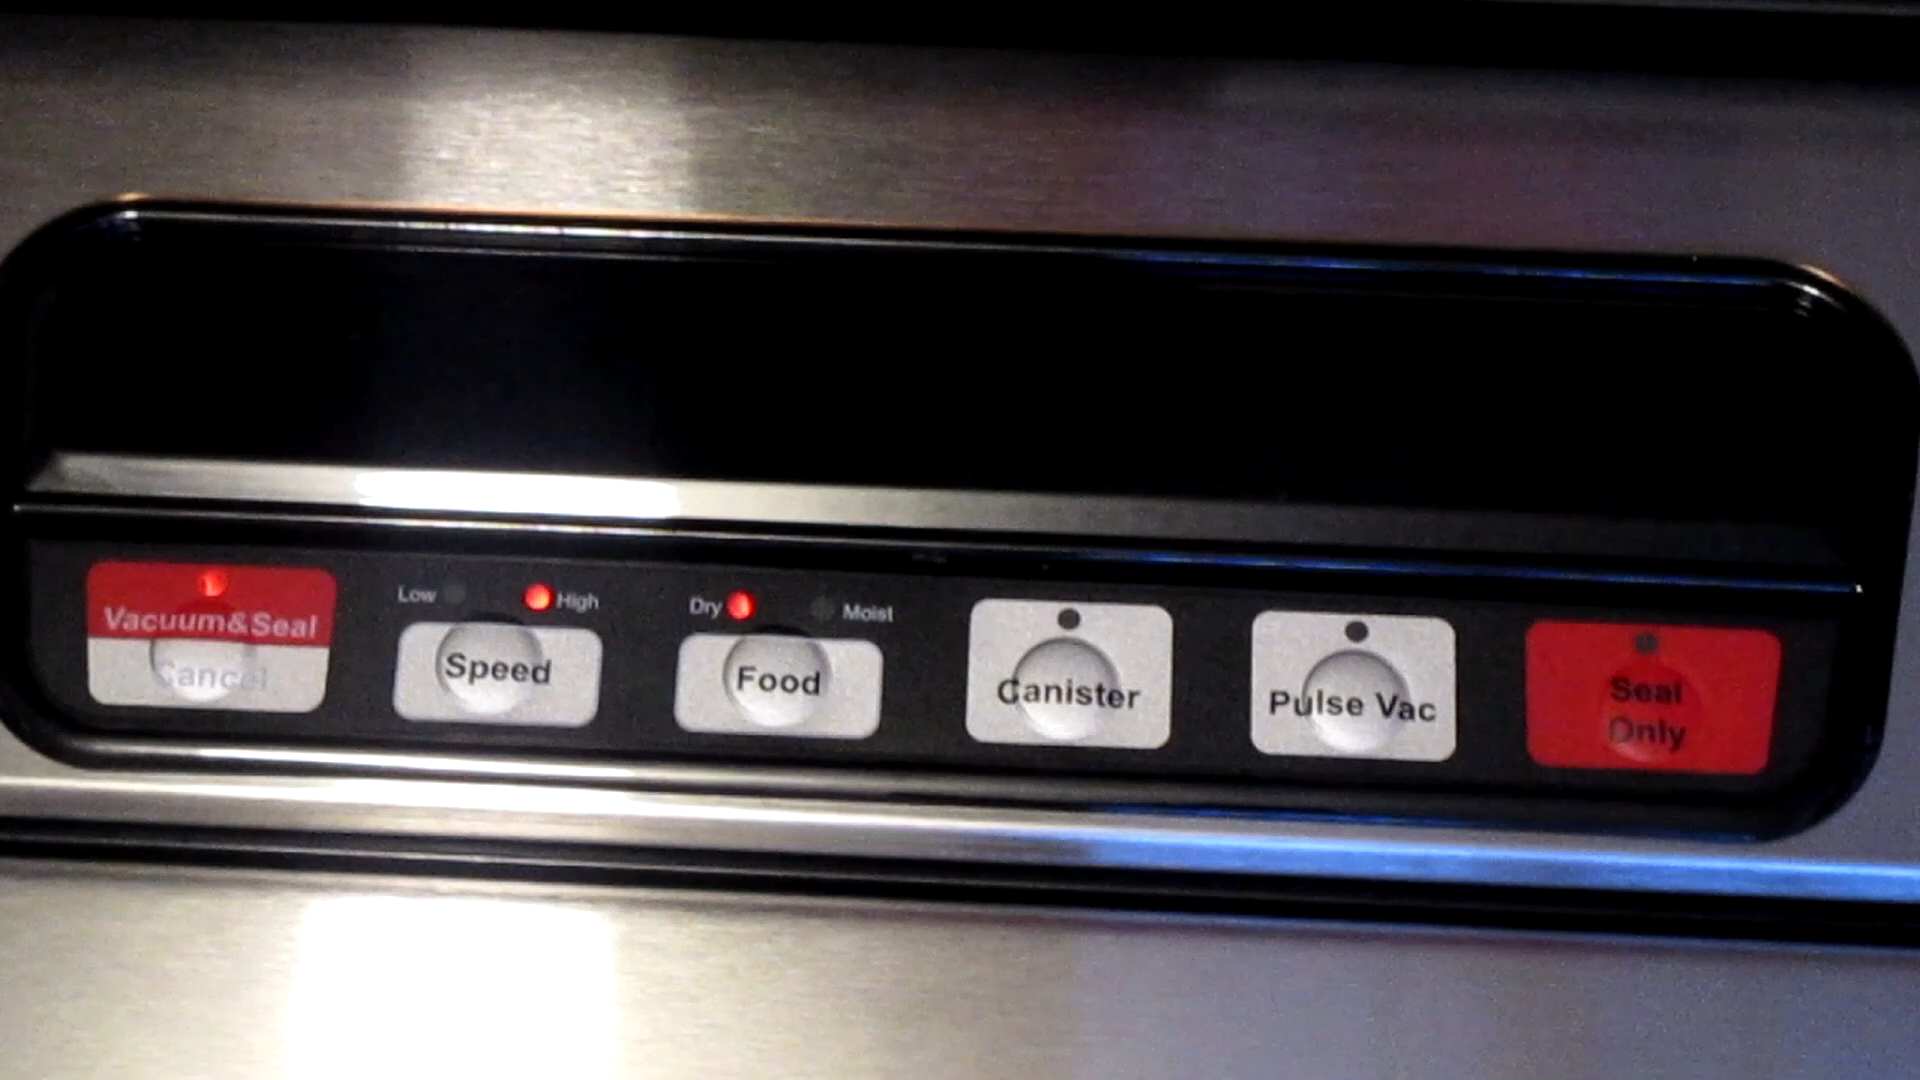 Vacuum&Seal
Cancel
Low High
Speed
Dry Moist
Food
Canister
Pulse Vac
Seal
Only